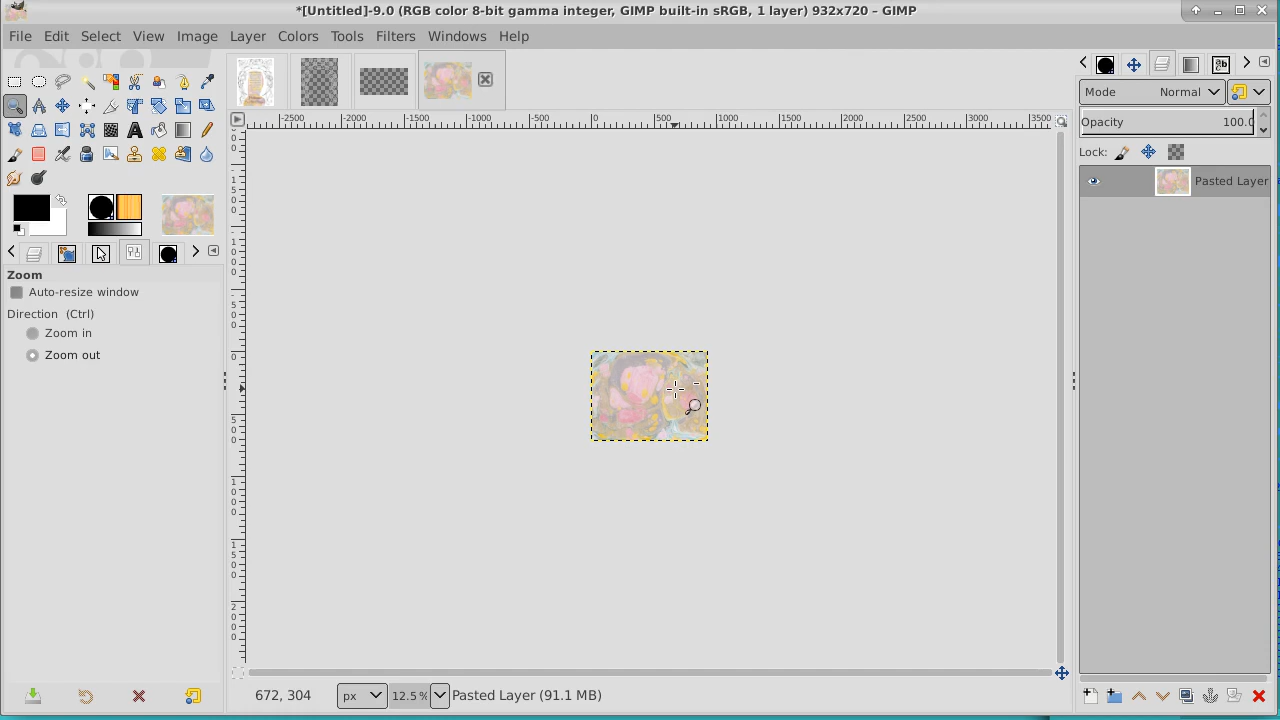 *[Untitled]-9.0 (RGB color 8-bit gamma integer, GIMP built-in sRGB, 1 layer) 932x720 – GIMP
File Edit Select View Image Layer Colors Tools Filters Windows Help
Mode Normal
Opacity 100.0
Lock:
Pasted Layer
-2500 -2000 -1500 -1000 -500 0 500 1000 1500 2000 2500 3000 3500
Zoom
Auto-resize window
Direction (Ctrl)
Zoom in
Zoom out
672, 304 px 12.5% Pasted Layer (91.1 MB)